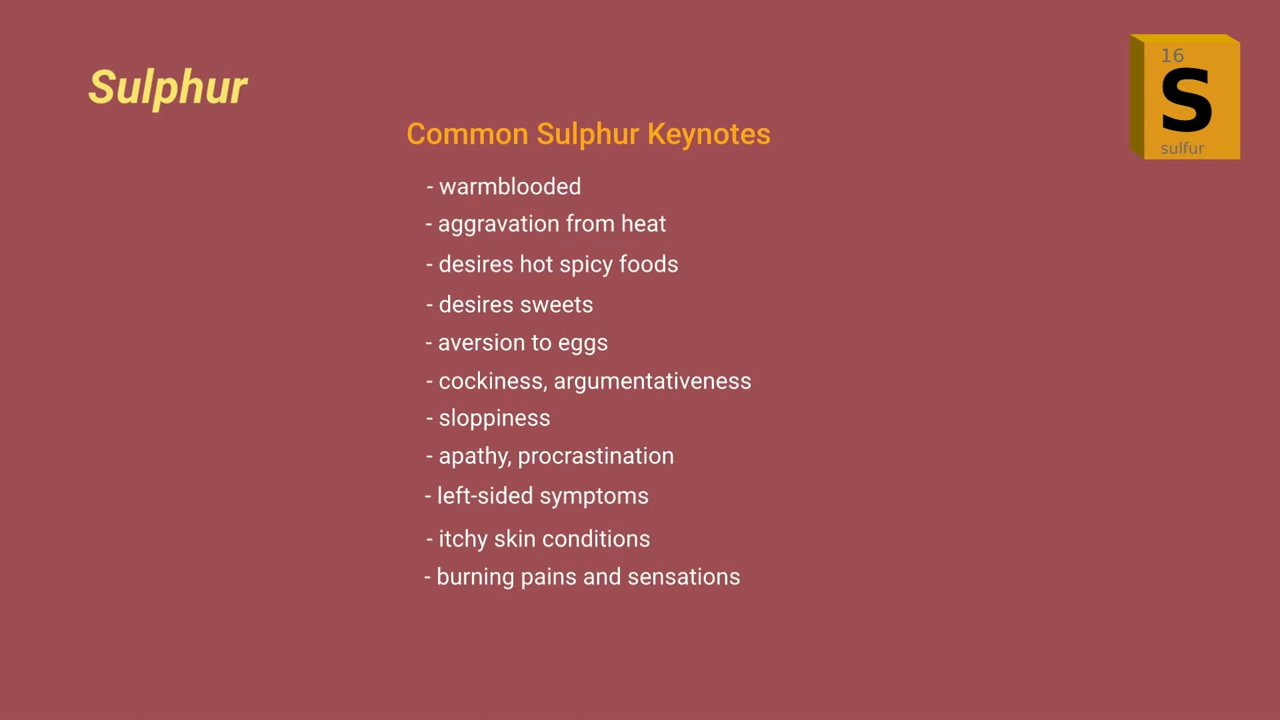 Sulphur
16
S
sulfur
Common Sulphur Keynotes
- warmblooded
- aggravation from heat
- desires hot spicy foods
- desires sweets
- aversion to eggs
- cockiness, argumentativeness
- sloppiness
- apathy, procrastination
- left-sided symptoms
- itchy skin conditions
- burning pains and sensations